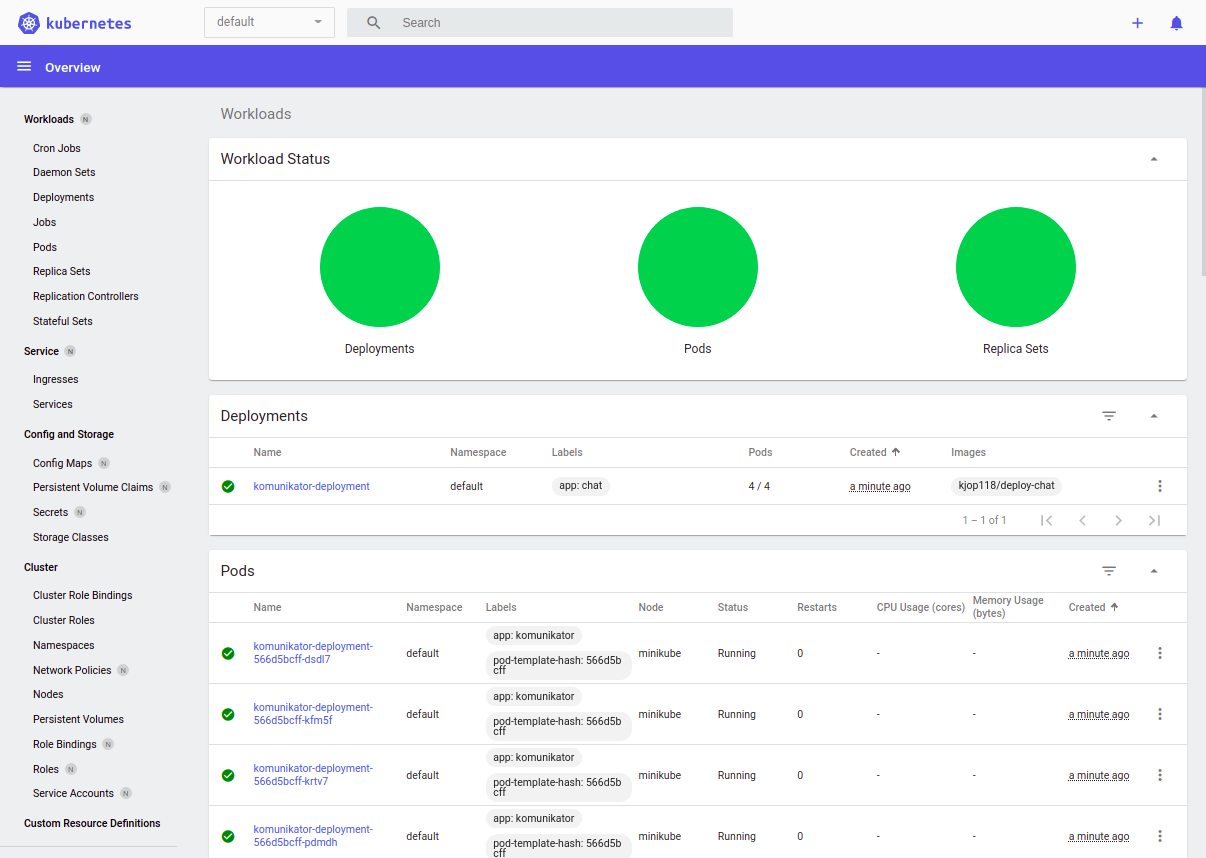 kubernetes
default
Search
Overview
Workloads N
Cron Jobs
Daemon Sets
Deployments
Jobs
Pods
Replica Sets
Replication Controllers
Stateful Sets
Service N
Ingresses
Services
Config and Storage
Config Maps N
Persistent Volume Claims N
Secrets N
Storage Classes
Cluster
Cluster Role Bindings
Cluster Roles
Namespaces
Network Policies N
Nodes
Persistent Volumes
Role Bindings N
Roles N
Service Accounts N
Custom Resource Definitions
Workloads
Workload Status
Deployments Pods Replica Sets
Deployments
Name Namespace Labels Pods Created Images
komunikator-deployment default app: chat 4 / 4 a minute ago kjop118/deploy-chat
1 – 1 of 1
Pods
Name Namespace Labels Node Status Restarts CPU Usage (cores) Memory Usage
(bytes) Created
app: komunikator
komunikator-deployment-
566d5bcff-dsdl7 default minikube Running 0 - - a minute ago
pod-template-hash: 566d5b
cff
app: komunikator
komunikator-deployment-
566d5bcff-kfm5f default minikube Running 0 - - a minute ago
pod-template-hash: 566d5b
cff
app: komunikator
komunikator-deployment-
566d5bcff-krtv7 default minikube Running 0 - - a minute ago
pod-template-hash: 566d5b
cff
app: komunikator
komunikator-deployment-
566d5bcff-pdmdh default minikube Running 0 - - a minute ago
pod-template-hash: 566d5b
cff